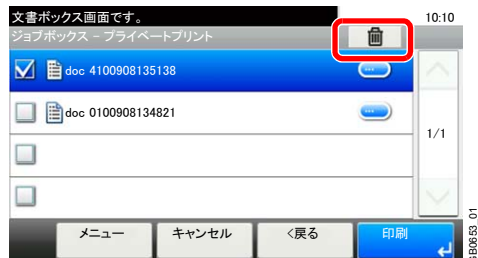 文書ボックス画面です。
10:10
ジョブボックス - プライベートプリント
doc 4100908135138
doc 0100908134821
1/1
メニュー
キャンセル
<戻る
印刷